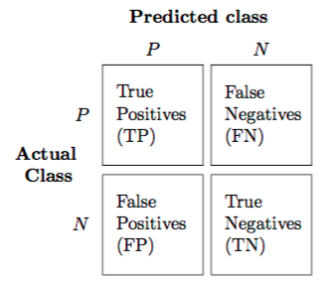 Predicted class
P N
True
Positives
(TP)
False
Negatives
(FN)
P
Actual
Class
N
False
Positives
(FP)
True
Negatives
(TN)